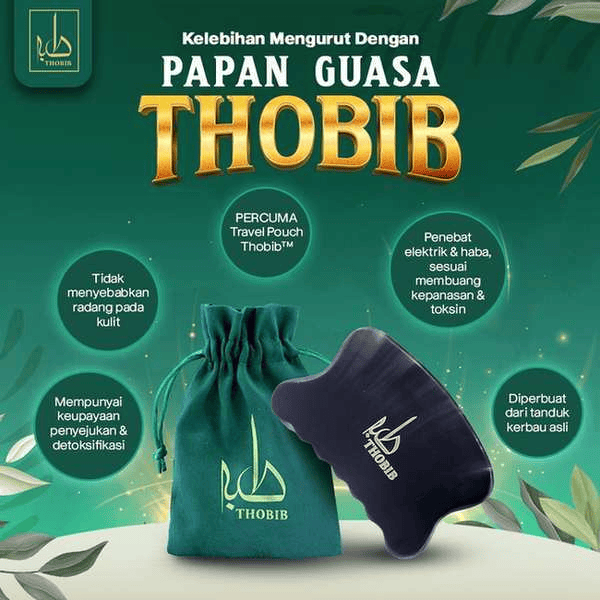 THOBIB
Kelebihan Mengurut Dengan
PAPAN GUASA
THOBIB
PERCUMA
Travel Pouch
Thobib™
Penebat
elektrik & haba,
sesuai
membuang
kepanasan &
toksin
Tidak
menyebabkan
radang pada
kulit
Mempunyai
keupayaan
penyejukan &
detoksifikasi
Diperbuat
dari tanduk
kerbau asli
THOBIB
THOBIB